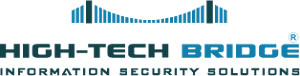 HIGH-TECH BRIDGE®
INFORMATION SECURITY SOLUTIONS